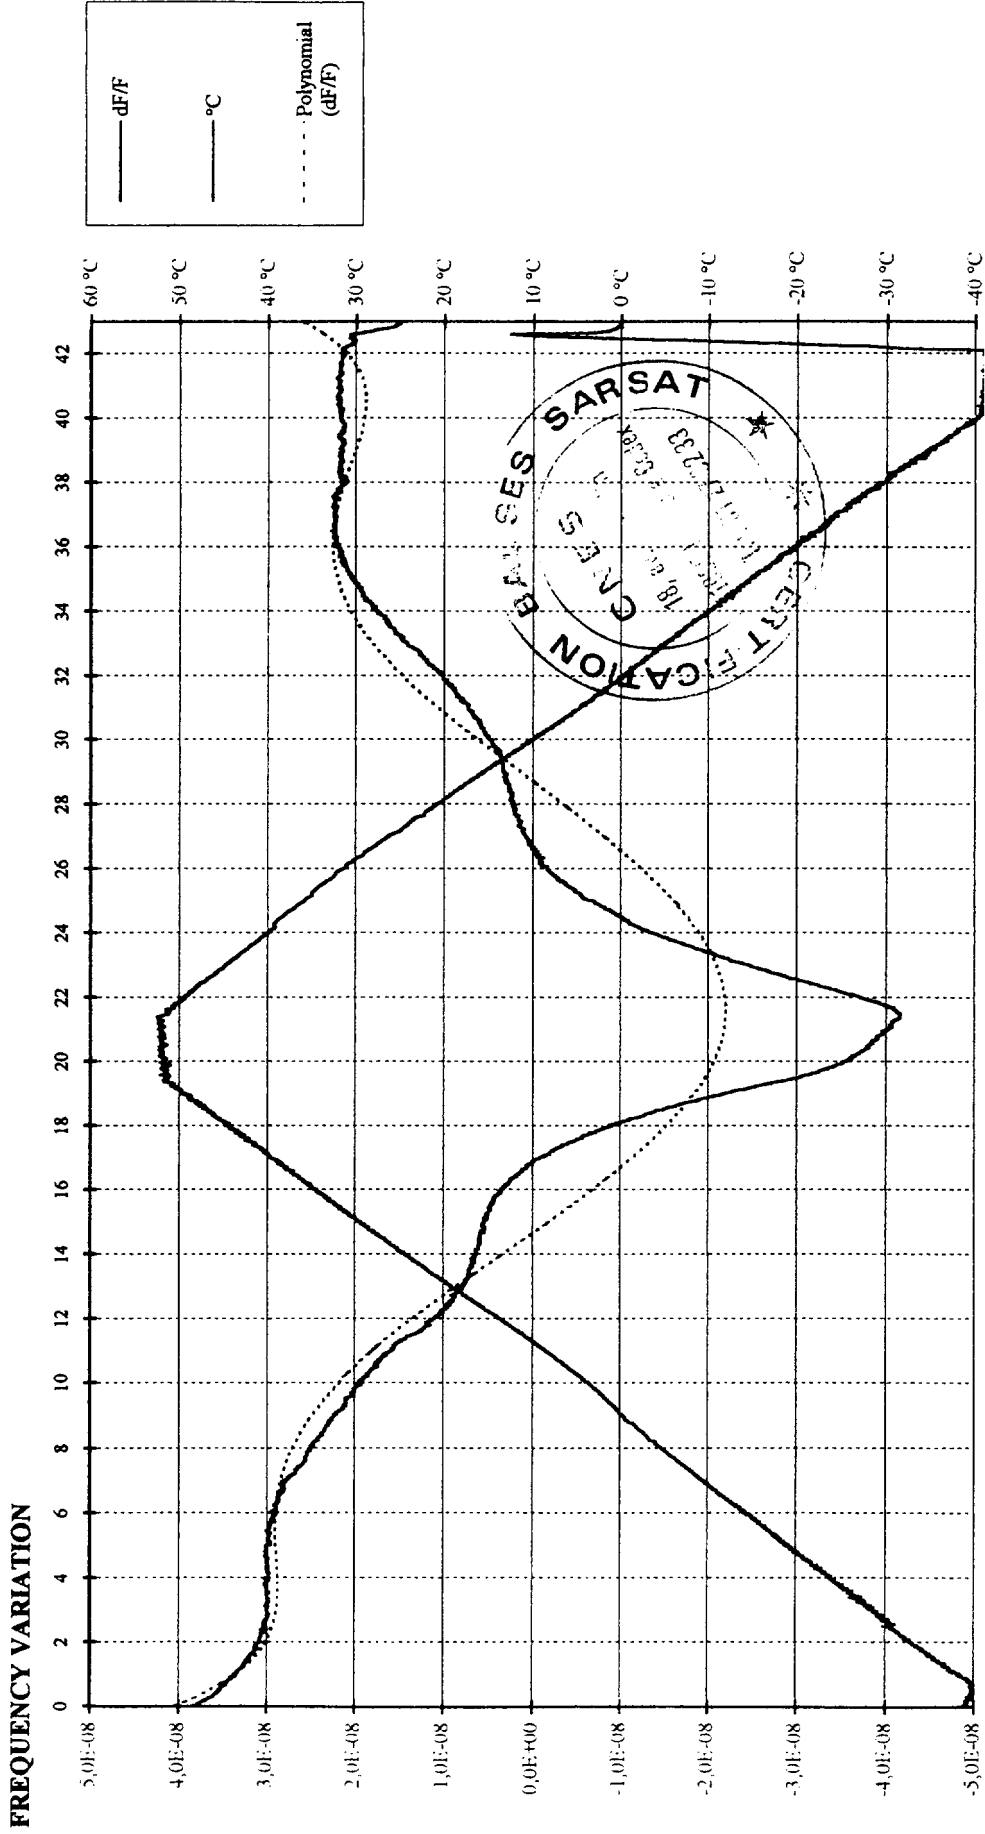 FREQUENCY VARIATION
0 2 4 6 8 10 12 14 16 18 20 22 24 26 28 30 32 34 36 38 40 42
5,0E-08
4,0E-08
3,0E-08
2,0E-08
1,0E-08
0,0E+00
-1,0E-08
-2,0E-08
-3,0E-08
-4,0E-08
-5,0E-08
60 °C
50 °C
40 °C
30 °C
20 °C
10 °C
0 °C
-10 °C
-20 °C
-30 °C
-40 °C
dF/F
°C
Polynomial
(dF/F)
SARSAT
CERTIFICATION
CNES
18,